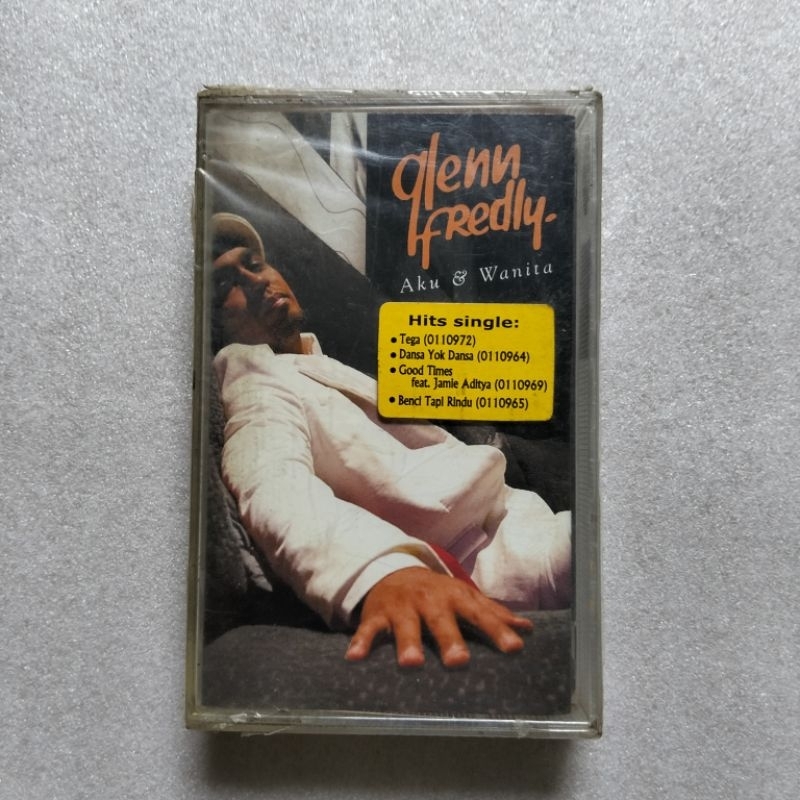 glenn
fredly.
Aku & Wanita
Hits single:
• Tega (0110972)
• Dansa Yok Dansa (0110964)
• Good Times
feat. Jamie Aditya (0110969)
• Benci Tapi Rindu (0110965)